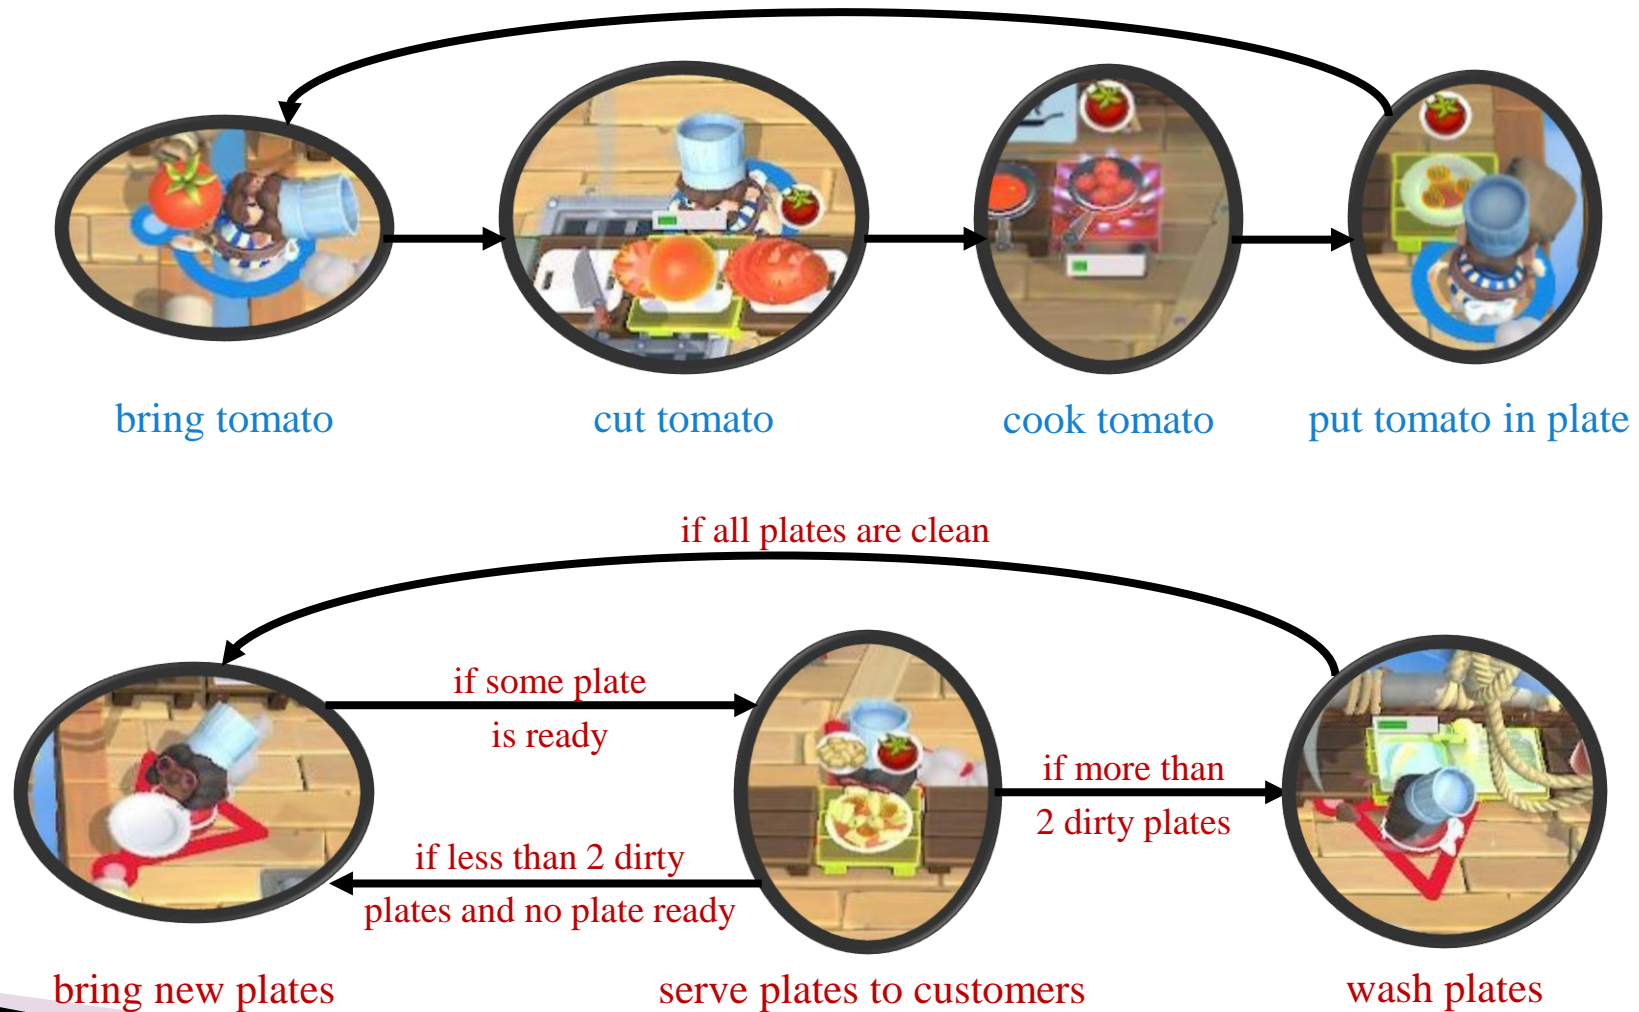 bring tomato
cut tomato
cook tomato
put tomato in plate
if all plates are clean
if some plate
is ready
if more than
2 dirty plates
if less than 2 dirty
plates and no plate ready
bring new plates
serve plates to customers
wash plates